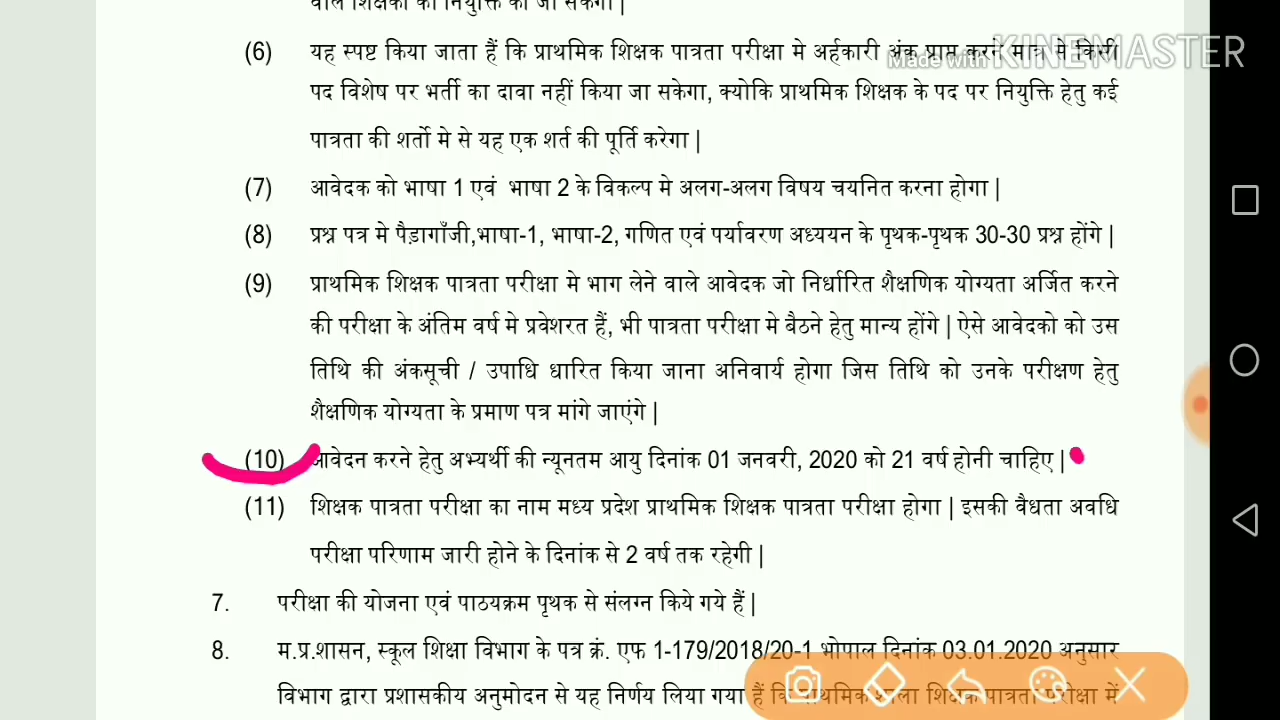 वाले शिक्षकों की नियुक्ति की जा सकेगी |
Made with KINEMASTER
(6) यह स्पष्ट किया जाता हैं कि प्राथमिक शिक्षक पात्रता परीक्षा मे अर्हकारी अंक प्राप्त करने मात्र मे किसी
पद विशेष पर भर्ती का दावा नहीं किया जा सकेगा, क्योकि प्राथमिक शिक्षक के पद पर नियुक्ति हेतु कई
पात्रता की शर्तो मे से यह एक शर्त की पूर्ति करेगा |
(7) आवेदक को भाषा 1 एवं भाषा 2 के विकल्प मे अलग-अलग विषय चयनित करना होगा |
(8) प्रश्न पत्र मे पैड़ागाँजी,भाषा-1, भाषा-2, गणित एवं पर्यावरण अध्ययन के पृथक-पृथक 30-30 प्रश्न होंगे |
(9) प्राथमिक शिक्षक पात्रता परीक्षा मे भाग लेने वाले आवेदक जो निर्धारित शैक्षणिक योग्यता अर्जित करने
की परीक्षा के अंतिम वर्ष मे प्रवेशरत हैं, भी पात्रता परीक्षा मे बैठने हेतु मान्य होंगे | ऐसे आवेदको को उस
तिथि की अंकसूची / उपाधि धारित किया जाना अनिवार्य होगा जिस तिथि को उनके परीक्षण हेतु
शैक्षणिक योग्यता के प्रमाण पत्र मांगे जाएंगे |
(10) आवेदन करने हेतु अभ्यर्थी की न्यूनतम आयु दिनांक 01 जनवरी, 2020 को 21 वर्ष होनी चाहिए |
(11) शिक्षक पात्रता परीक्षा का नाम मध्य प्रदेश प्राथमिक शिक्षक पात्रता परीक्षा होगा | इसकी वैधता अवधि
परीक्षा परिणाम जारी होने के दिनांक से 2 वर्ष तक रहेगी |
7. परीक्षा की योजना एवं पाठयक्रम पृथक से संलग्न किये गये हैं |
8. म.प्र.शासन, स्कूल शिक्षा विभाग के पत्र क्रं. एफ 1-179/2018/20-1 भोपाल दिनांक 03.01.2020 अनुसार
विभाग द्वारा प्रशासकीय अनुमोदन से यह निर्णय लिया गया हैं कि प्राथमिक शाला शिक्षक पात्रता परीक्षा में